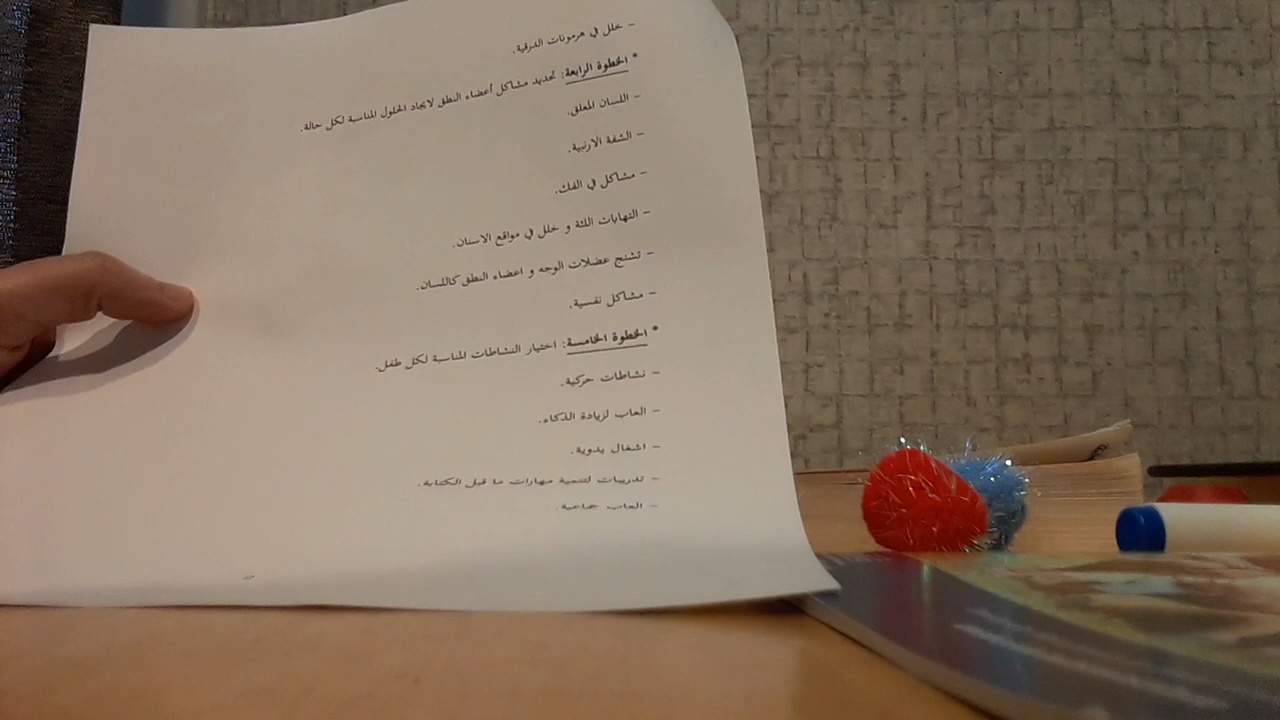 - خلل في هرمونات الدرقية.
* الخطوة الرابعة: تحديد مشاكل أعضاء النطق لايجاد الحلول المناسبة لكل حالة.
- اللسان المعلق.
- الشفة الارنبية.
- مشاكل في الفك.
- التهابات اللثة و خلل في مواقع الاسنان.
- تشنج عضلات الوجه و اعضاء النطق كاللسان.
- مشاكل نفسية.
* الخطوة الخامسة: اختيار النشاطات المناسبة لكل طفل.
- نشاطات حركية.
- العاب لزيادة الذكاء.
- اشغال يدوية.
- تدريبات لتنمية مهارات ما قبل الكتابة.
- العاب جماعية.